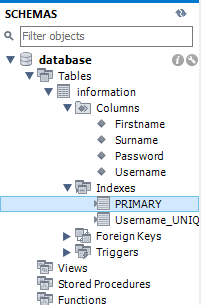 SCHEMAS
Filter objects
database
Tables
information
Columns
Firstname
Surname
Password
Username
Indexes
PRIMARY
Username_UNIQ
Foreign Keys
Triggers
Views
Stored Procedures
Functions